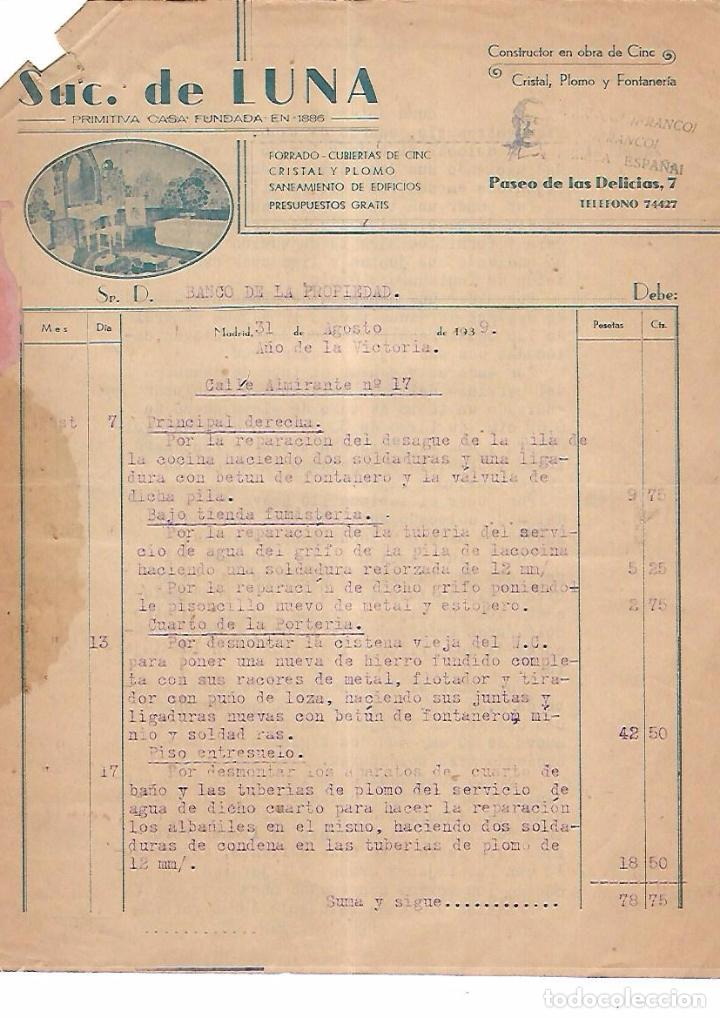 Suc. de LUNA
PRIMITIVA CASA FUNDADA EN 1886
Constructor en obra de Cinc
Cristal, Plomo y Fontanería
FRANCO!
¡FRANCO!
ESPAÑA!
FORRADO - CUBIERTAS DE CINC
CRISTAL Y PLOMO
SANEAMIENTO DE EDIFICIOS
PRESUPUESTOS GRATIS
Paseo de las Delicias, 7
TELEFONO 74427
Sr. D. BANCO DE LA PROPIEDAD. Debe:
Mes Día Madrid, 31 de Agosto de 1939. Pesetas Cts.
Año de la Victoria.
Calle Almirante nº 17
7 Principal derecha.
Por la reparación del desague de la pila de
la cocina haciendo dos soldaduras y una liga-
dura con betun de fontanero y la válvula de
dicha pila. 9 75
Bajo tienda fumisteria.
Por la reparación de la tuberia del servi-
cio de agua del grifo de la pila de lacocina
haciendo una soldadura reforzada de 12 mm/ 5 25
Por la reparaci n de dicho grifo poniendo-
le pisoncillo nuevo de metal y estopero. 2 75
Cuarto de la Porteria.
" 13 Por desmontar la cistena vieja del W.C.
para poner una nueva de hierro fundido comple-
ta con sus racores de metal, flotador y tira-
dor con puño de loza, haciendo sus juntas y
ligaduras nuevas con betún de fontanero, mi-
nio y soldad ras. 42 50
Piso entresuelo.
" 17 Por desmontar los aparatos de cuarto de
baño y las tuberias de plomo del servicio de
agua de dicho cuarto para hacer la reparación
los albañiles en el mismo, haciendo dos solda-
duras de condena en las tuberias de plomo de
12 mm/. 18 50
Suma y sigue............ 78 75
todocoleccion